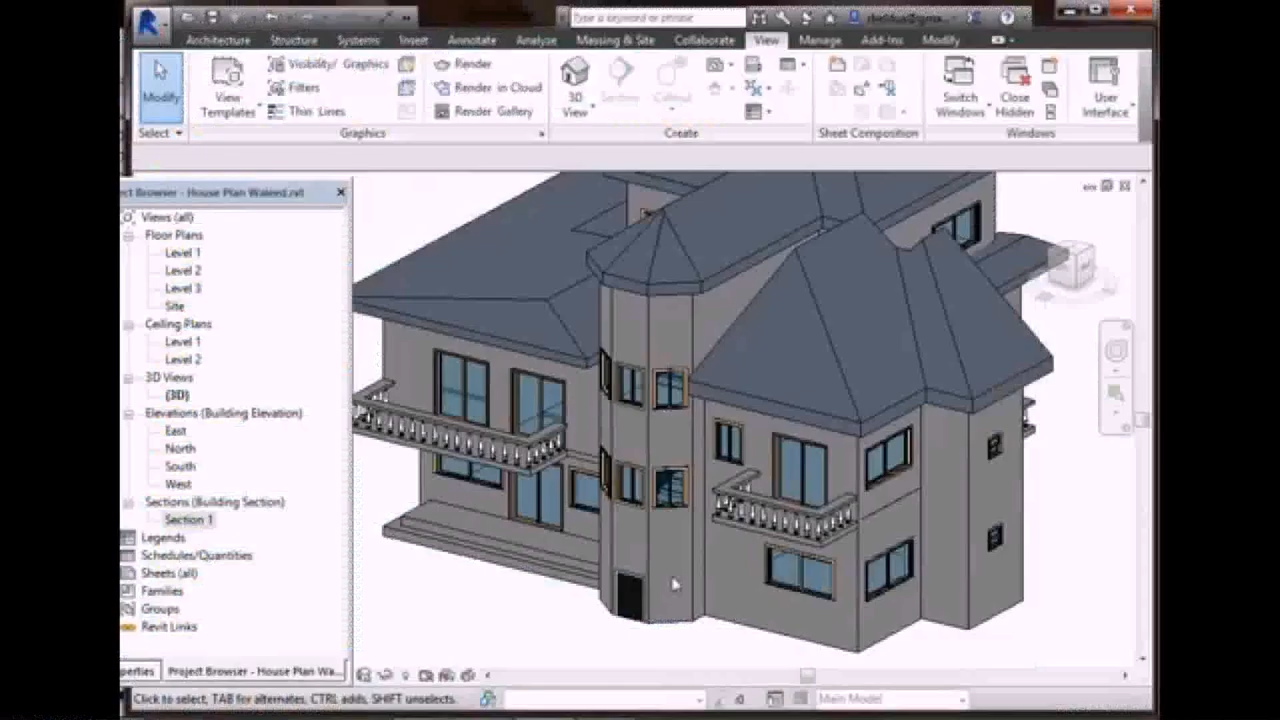 Type a keyword or phrase
Architecture Structure Systems Insert Annotate Analyze Massing & Site Collaborate View Manage Add-Ins Modify
Modify
View Templates
Visibility/ Graphics
Filters
Thin Lines
Render
Render in Cloud
Render Gallery
3D View
Section
Callout
Switch Windows
Close Hidden
User Interface
Select Graphics Create Sheet Composition Windows
ct Browser - House Plan Waleed.rvt
Views (all)
Floor Plans
Level 1
Level 2
Level 3
Site
Ceiling Plans
Level 1
Level 2
3D Views
(3D)
Elevations (Building Elevation)
East
North
South
West
Sections (Building Section)
Section 1
Legends
Schedules/Quantities
Sheets (all)
Families
Groups
Revit Links
perties Project Browser - House Plan Wa...
Click to select, TAB for alternates, CTRL adds, SHIFT unselects.
:0
Main Model